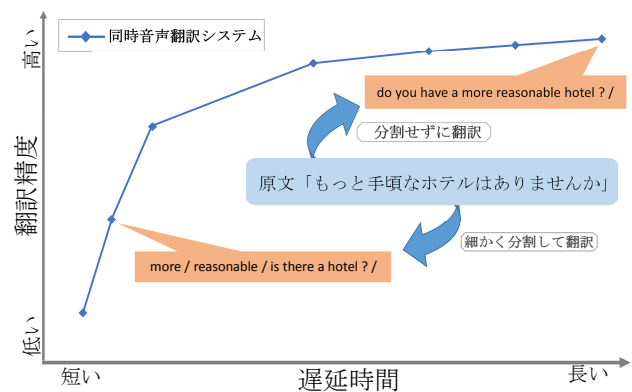 同時音声翻訳システム
高い
do you have a more reasonable hotel ? /
分割せずに翻訳
翻訳精度
原文「もっと手頃なホテルはありませんか」
細かく分割して翻訳
more / reasonable / is there a hotel ? /
低い
短い
遅延時間
長い